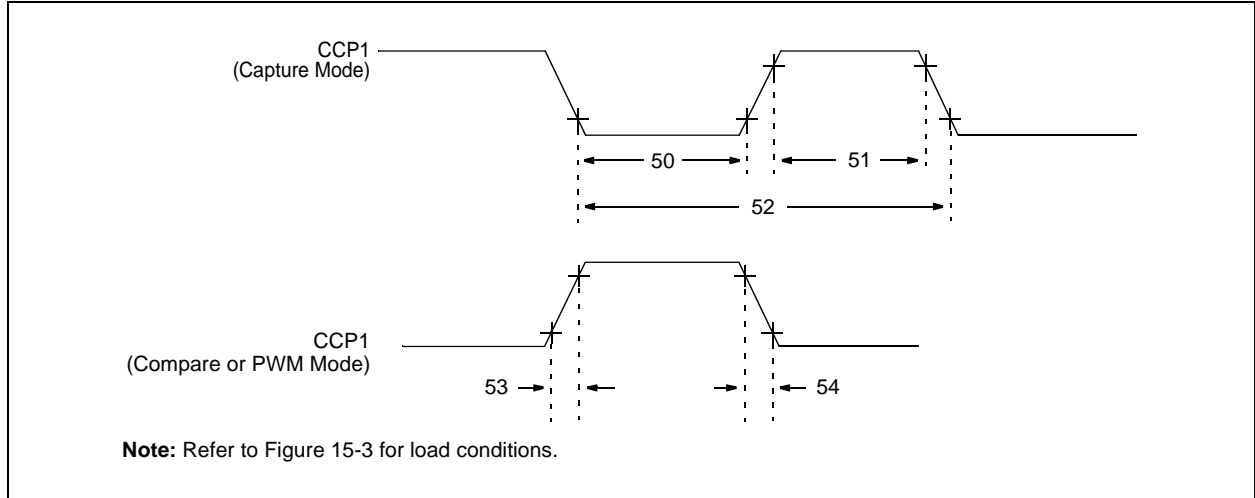 CCP1
(Capture Mode)
50
51
52
CCP1
(Compare or PWM Mode)
53
54
Note: Refer to Figure 15-3 for load conditions.